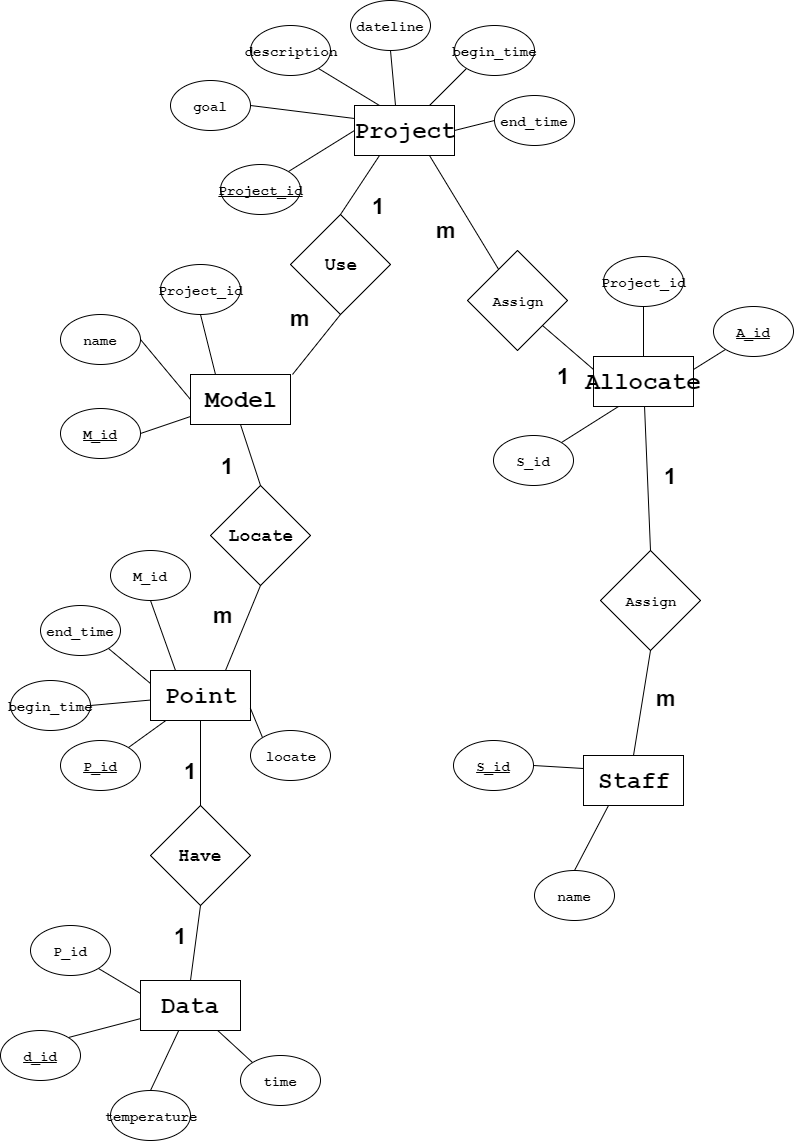 dateline
description
begin_time
goal
end_time
Project
Project_id
1
m
Use
Project_id
Project_id
Assign
m
name
A_id
1
Allocate
Model
M_id
S_id
1
1
Locate
M_id
Assign
m
end_time
Point
m
begin_time
locate
P_id
S_id
1
Staff
Have
name
1
P_id
Data
d_id
time
temperature